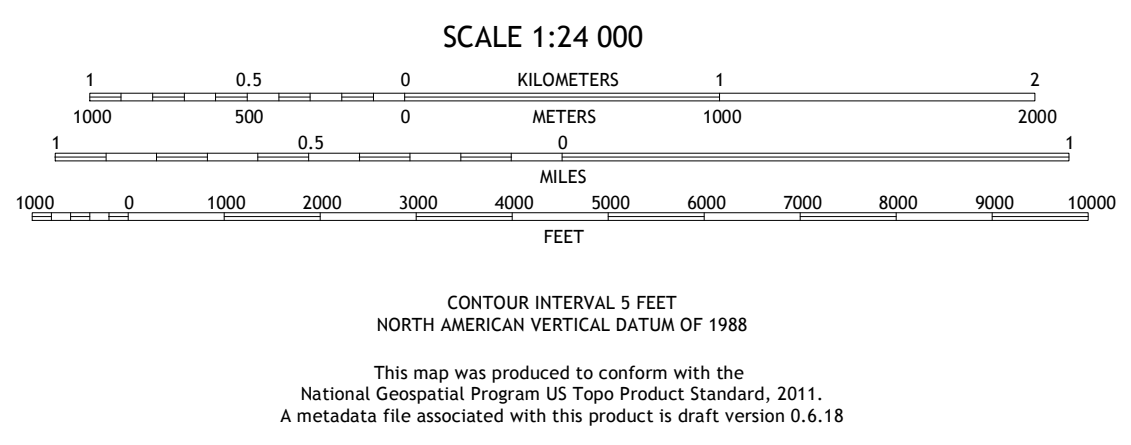 SCALE 1:24 000
1 0.5 0 KILOMETERS 1 2
1000 500 0 METERS 1000 2000
1 0.5 0 1
MILES
1000 0 1000 2000 3000 4000 5000 6000 7000 8000 9000 10000
FEET
CONTOUR INTERVAL 5 FEET
NORTH AMERICAN VERTICAL DATUM OF 1988
This map was produced to conform with the
National Geospatial Program US Topo Product Standard, 2011.
A metadata file associated with this product is draft version 0.6.18